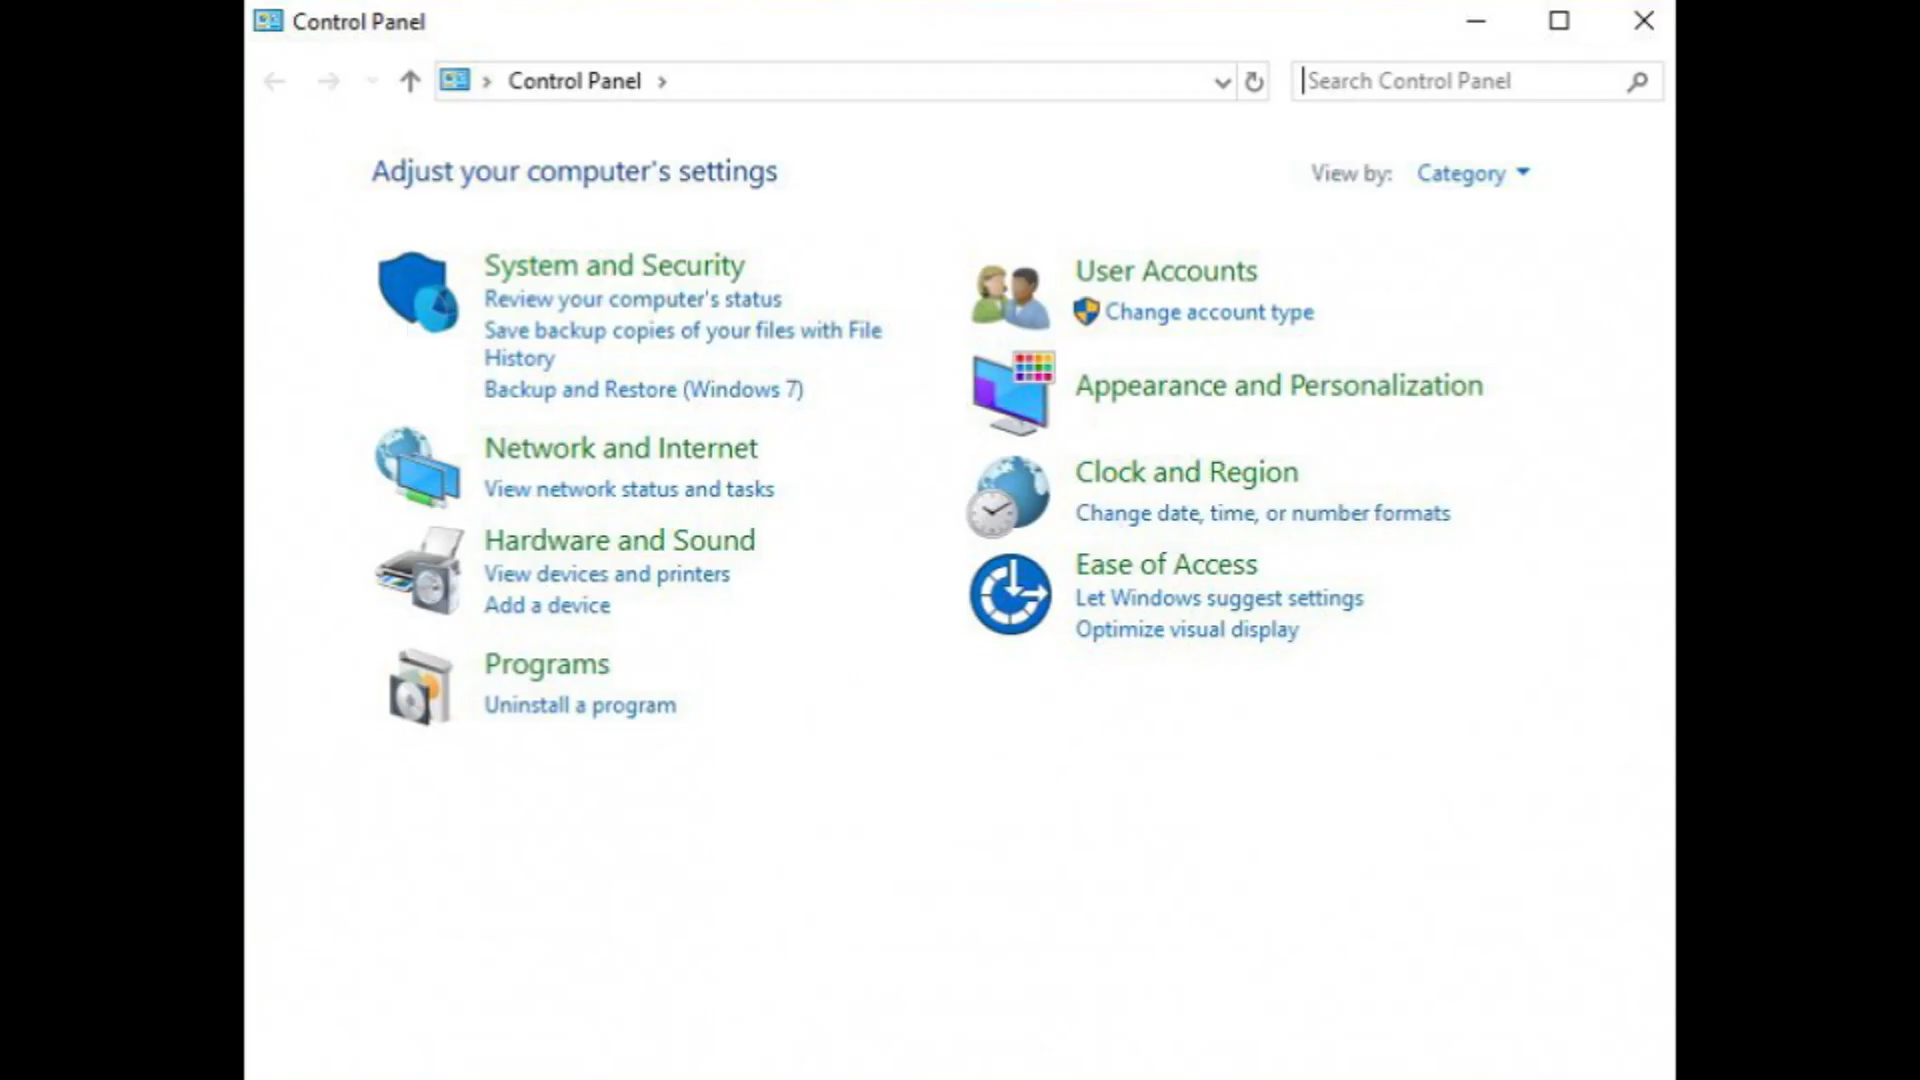 Control Panel
Control Panel
Search Control Panel
Adjust your computer's settings
View by: Category
System and Security
Review your computer's status
Save backup copies of your files with File
History
Backup and Restore (Windows 7)
Network and Internet
View network status and tasks
Hardware and Sound
View devices and printers
Add a device
Programs
Uninstall a program
User Accounts
Change account type
Appearance and Personalization
Clock and Region
Change date, time, or number formats
Ease of Access
Let Windows suggest settings
Optimize visual display